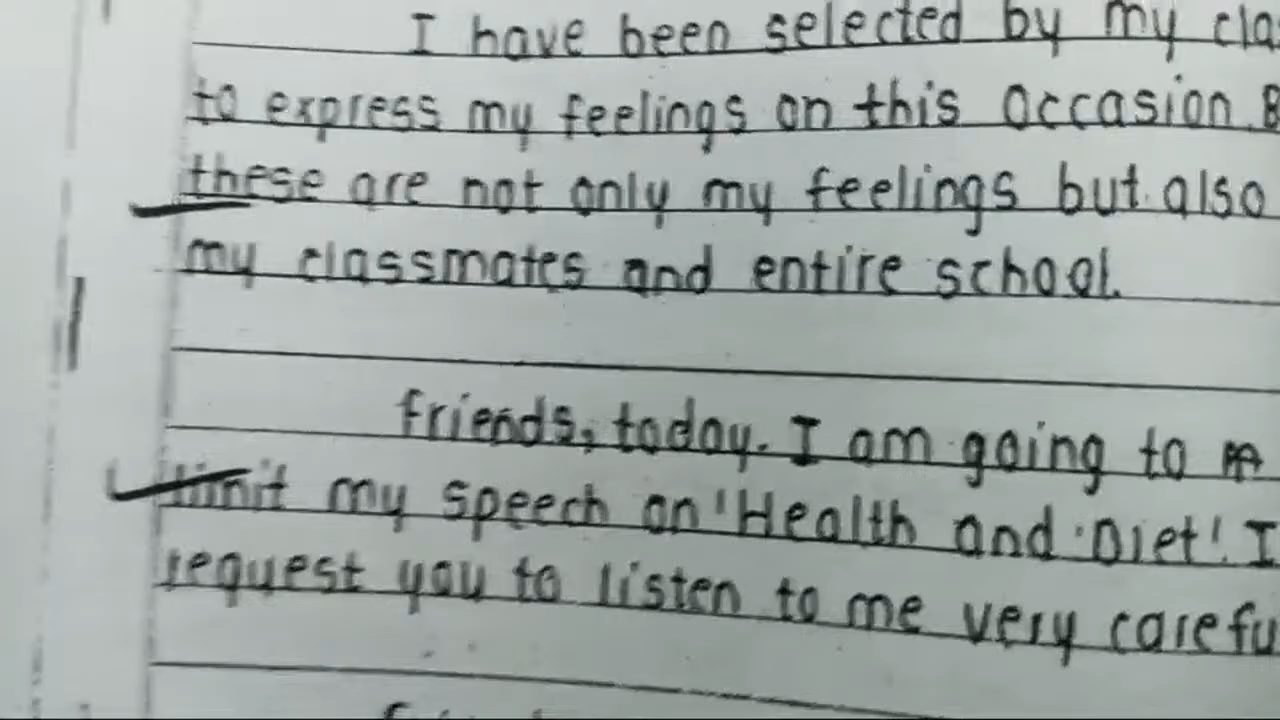 I have been selected by my cla
to express my feelings on this occasion. B
these are not only my feelings but also
my classmates and entire school.
friends, today. I am going to
limit my speech on 'Health and Diet'. I
request you to listen to me very carefu